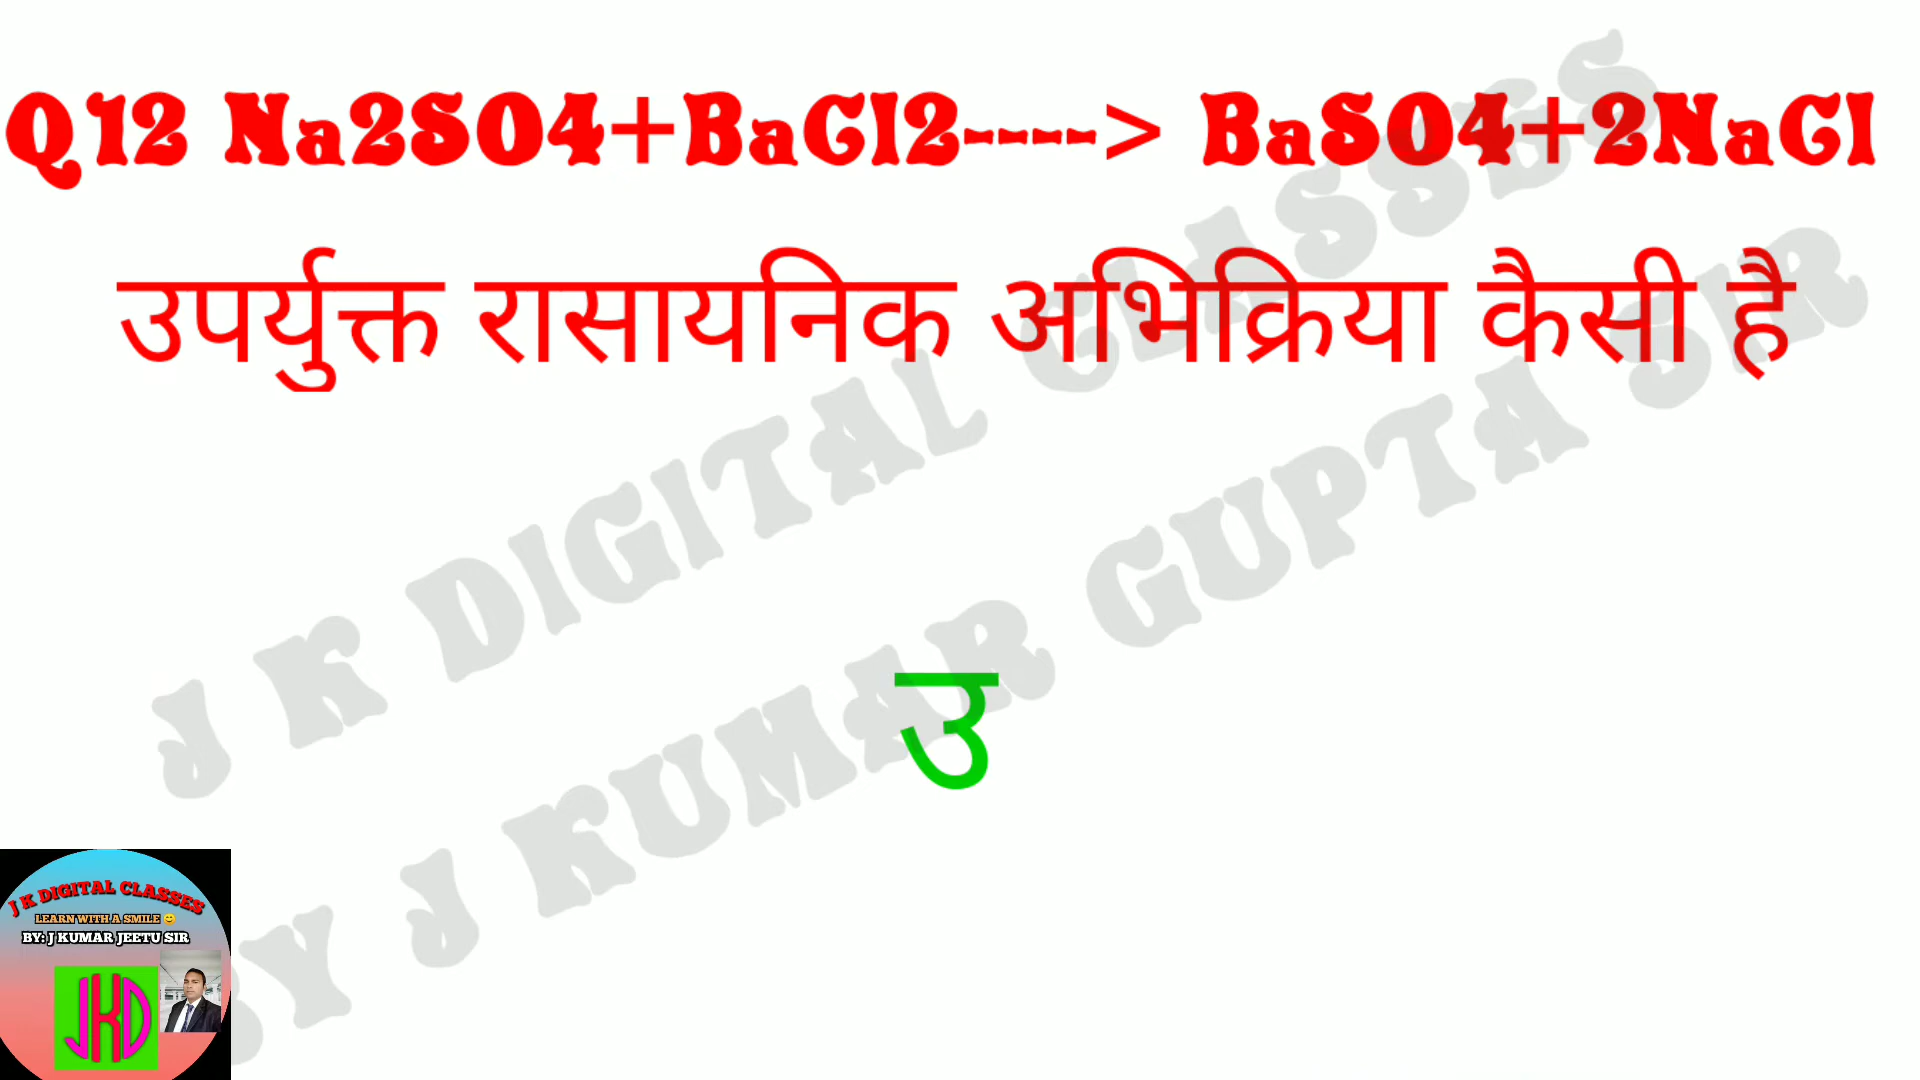 Q12 Na2SO4+BaCl2----> BaSO4+2NaCl
उपर्युक्त रासायनिक अभिक्रिया कैसी है
उ
J K DIGITAL CLASSES
BY J KUMAR GUPTA SIR
J K DIGITAL CLASSES
LEARN WITH A SMILE 😊
BY: J KUMAR JEETU SIR
JKD